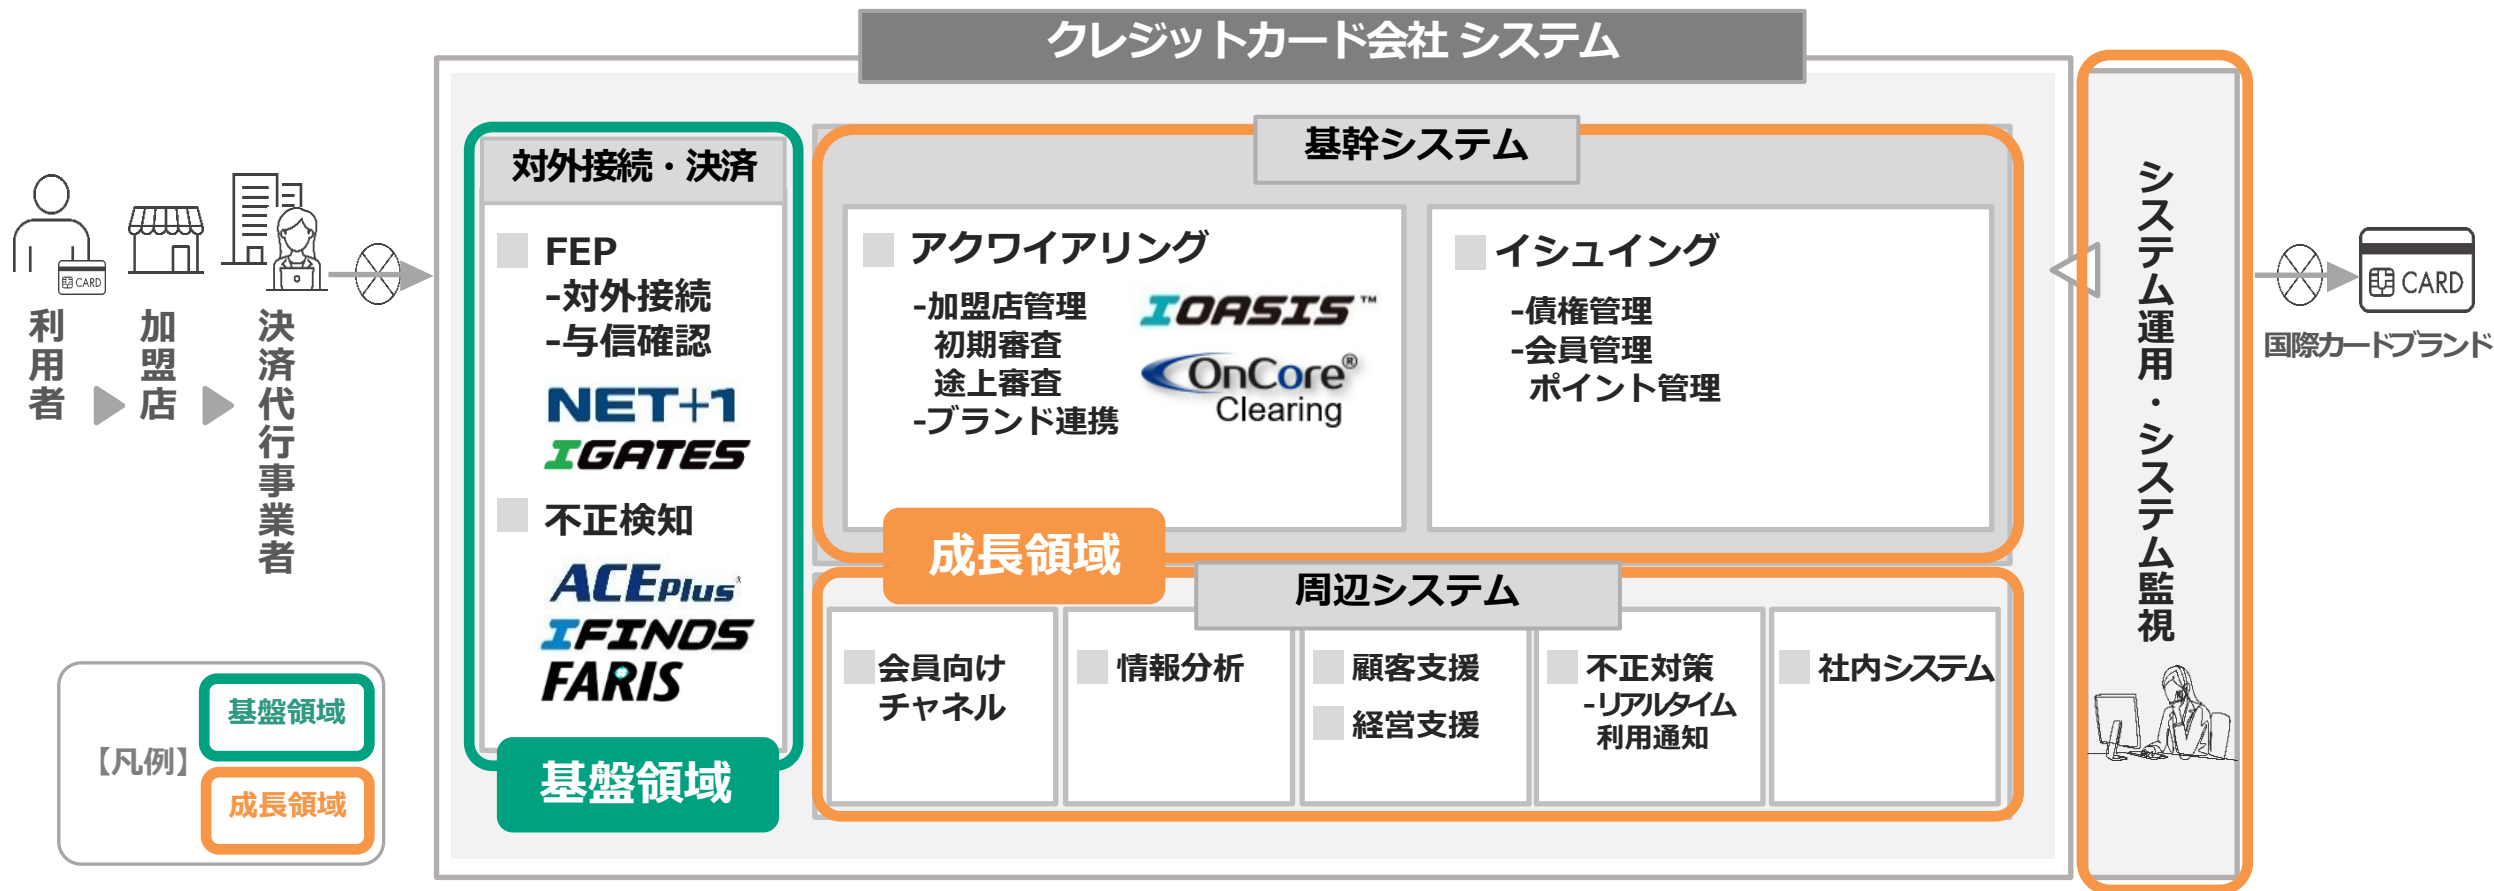 クレジットカード会社 システム
利用者
加盟店
決済代行事業者
CARD
対外接続・決済
FEP
-対外接続
-与信確認
NET+1
IGATES
不正検知
ACEPlus
IFINDS
FARIS
基盤領域
基幹システム
アクワイアリング
-加盟店管理
初期審査
途上審査
-ブランド連携
IOASIS™
OnCore®
Clearing
イシュイング
-債権管理
-会員管理
ポイント管理
成長領域
周辺システム
会員向け
チャネル
情報分析
顧客支援
経営支援
不正対策
-リアルタイム
利用通知
社内システム
システム運用・システム監視
CARD
国際カードブランド
【凡例】
基盤領域
成長領域